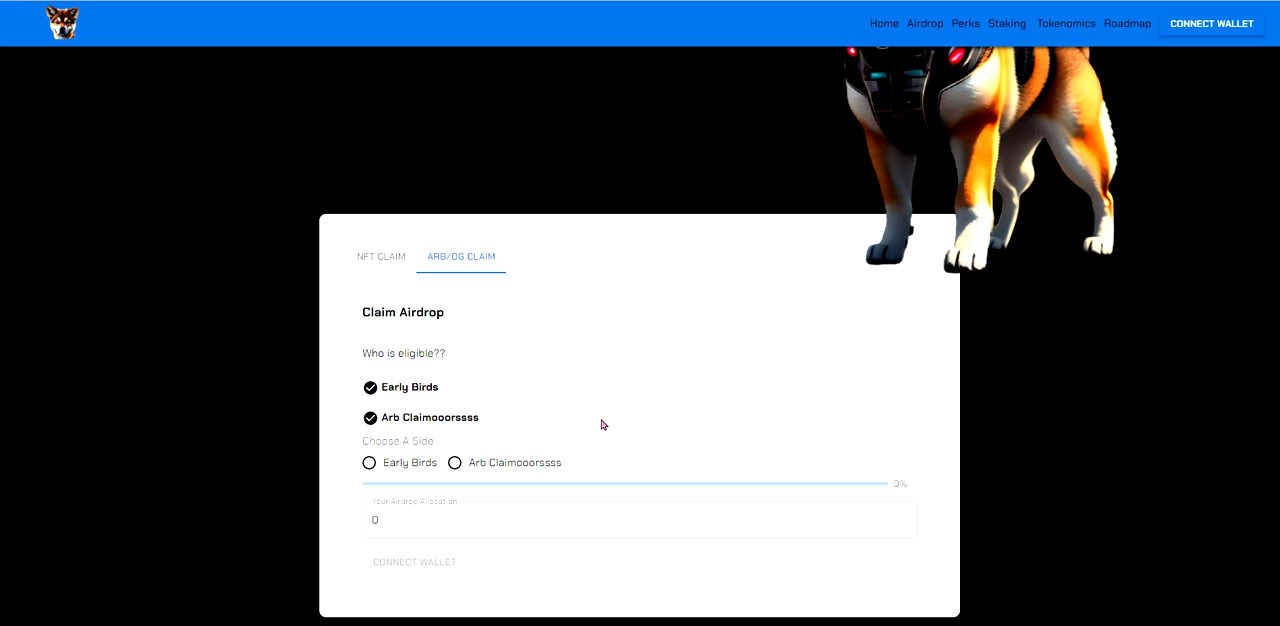 Home Airdrop Perks Staking Tokenomics Roadmap CONNECT WALLET
NFT CLAIM ARB/OG CLAIM
Claim Airdrop
Who is eligible??
Early Birds
Arb Claimooorssss
Choose A Side
Early Birds Arb Claimooorssss
0%
Your Airdrop Allocation
0
CONNECT WALLET